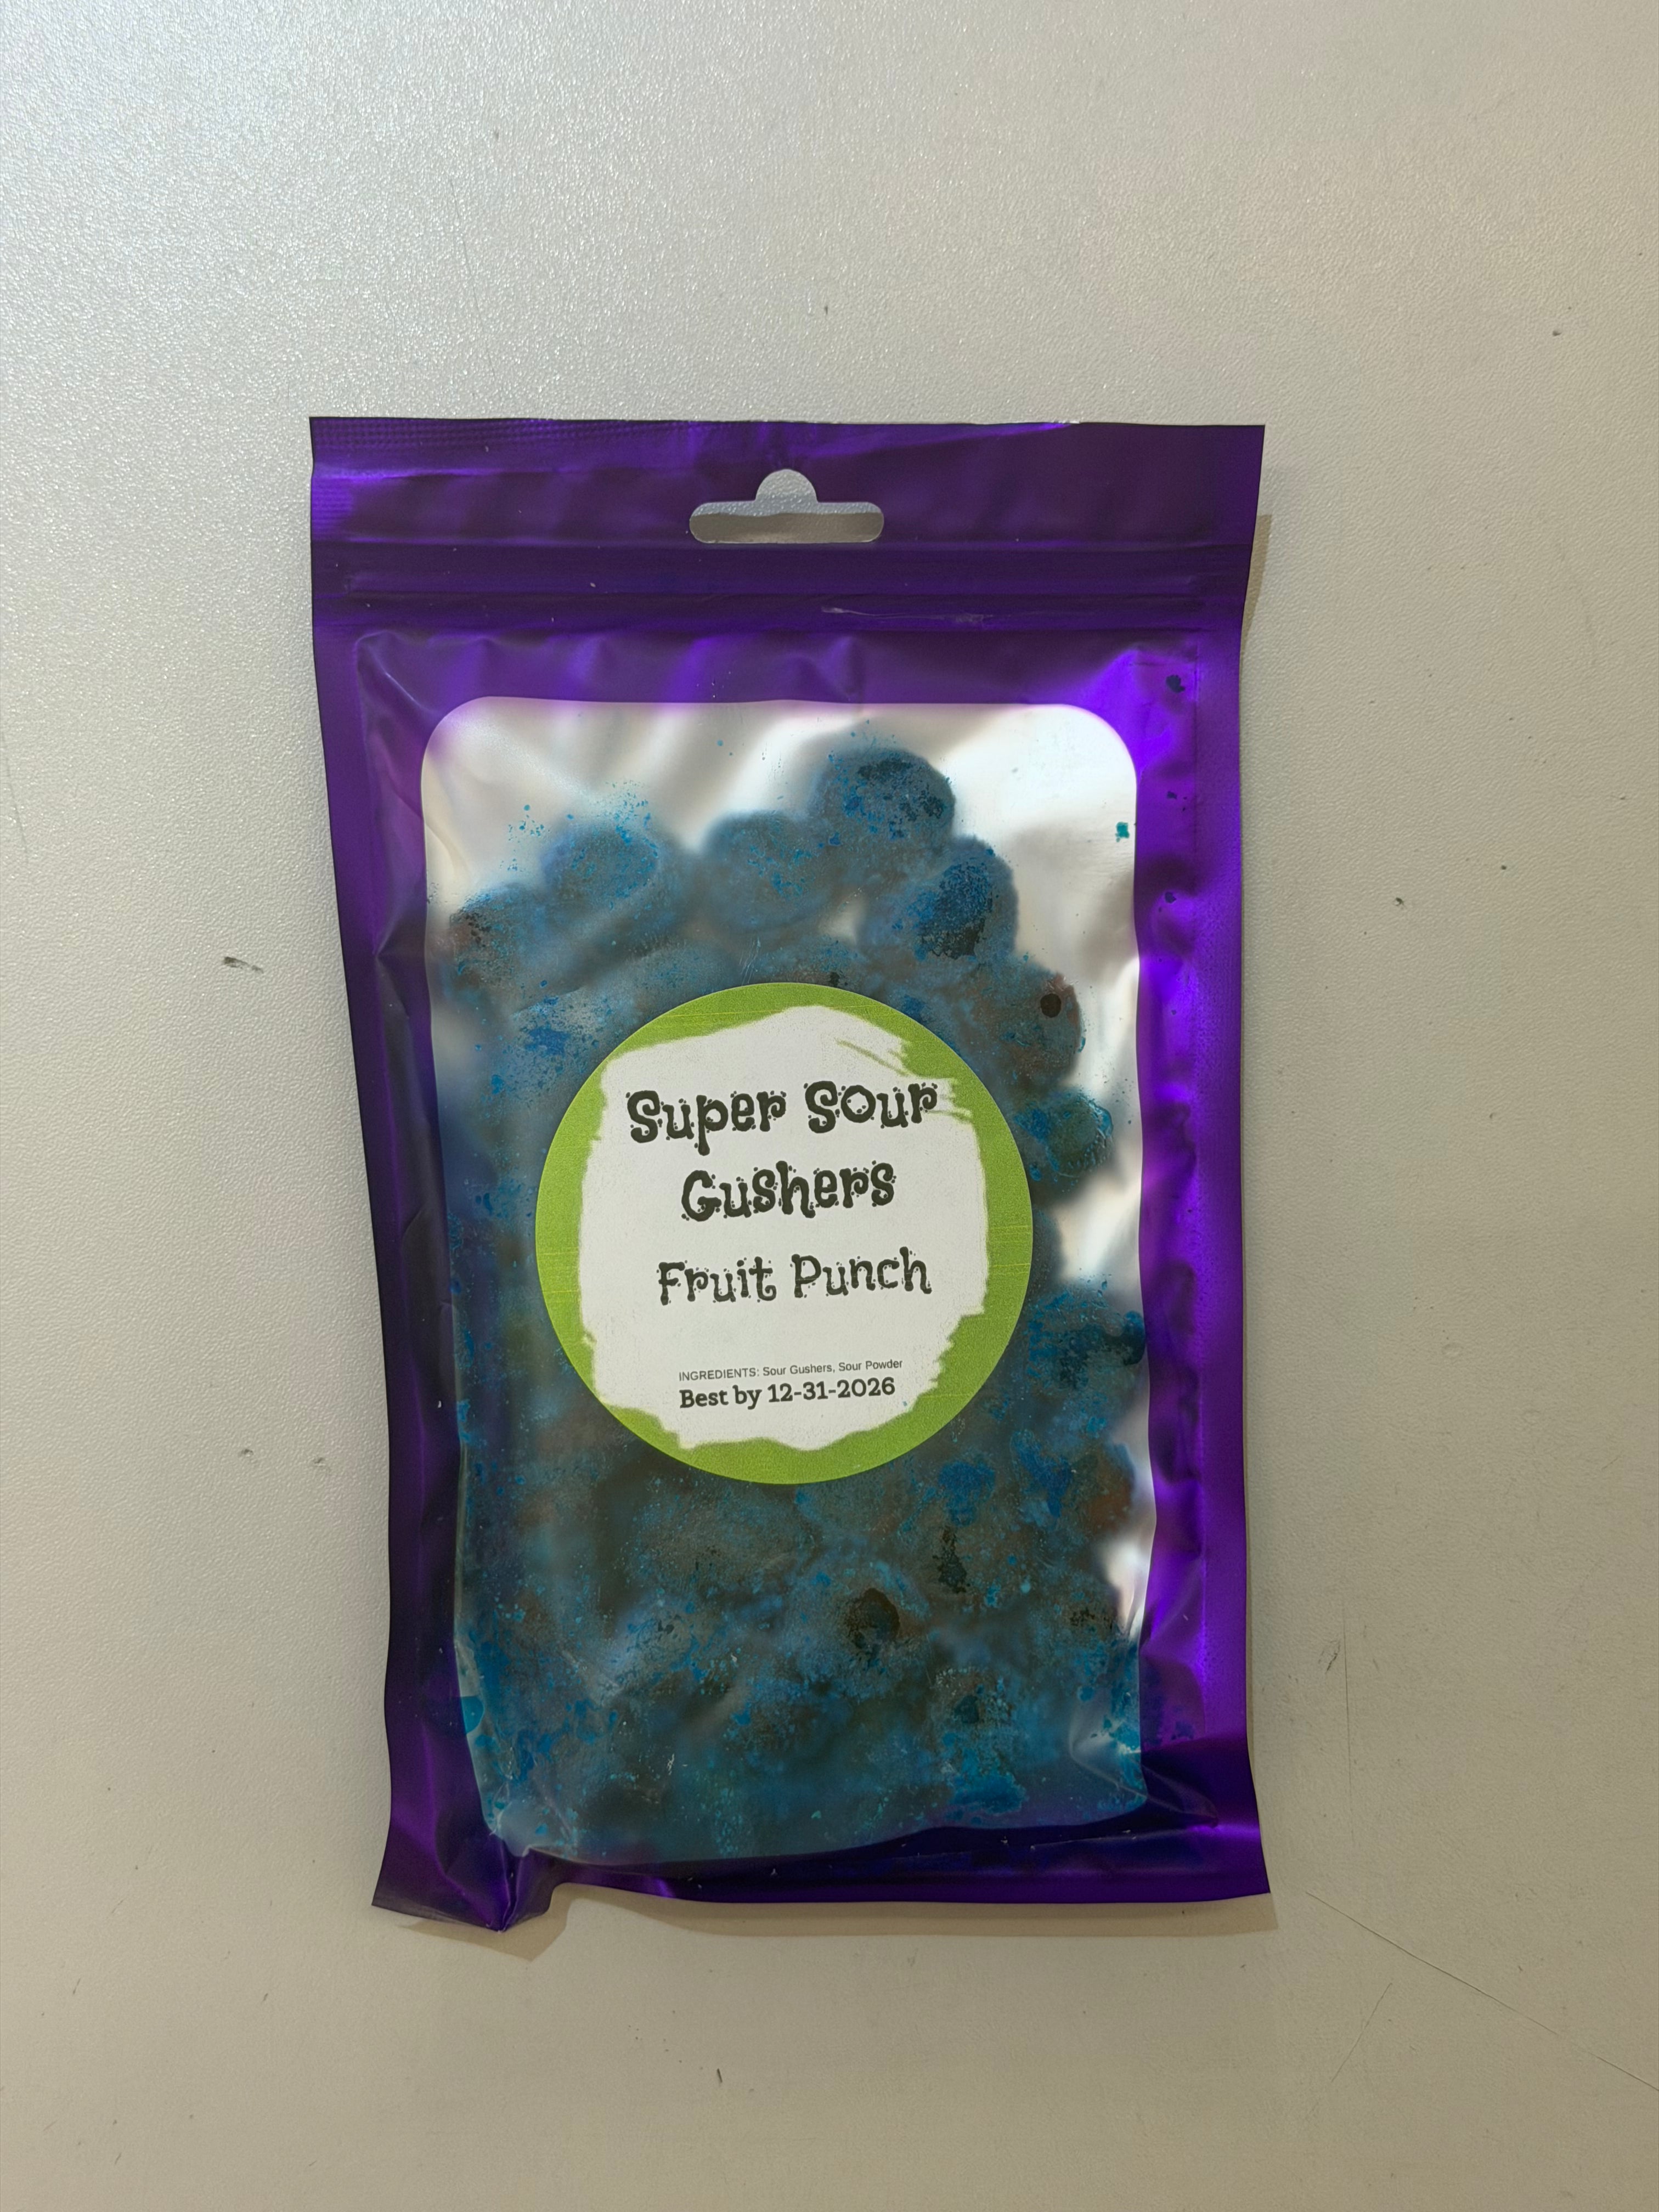 Super Sour
Gushers
Fruit Punch
INGREDIENTS: Sour Gushers, Sour Powder
Best by 12-31-2026